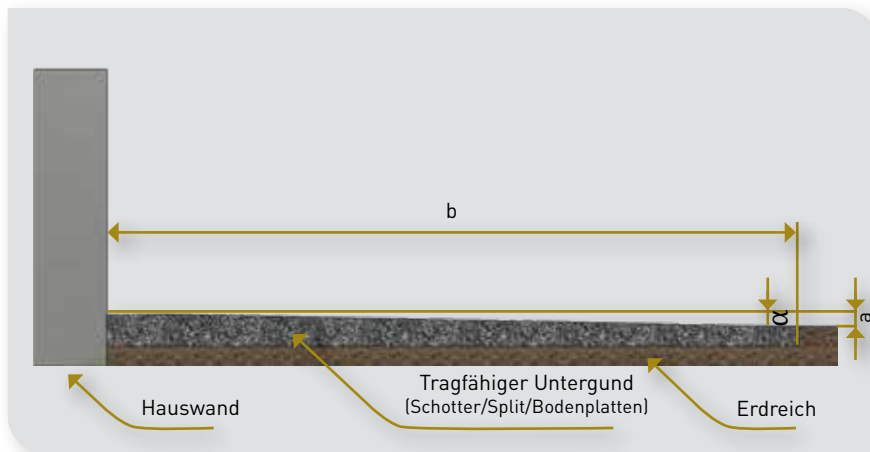 b
α
a
Tragfähiger Untergund
(Schotter/Split/Bodenplatten)
Hauswand
Erdreich